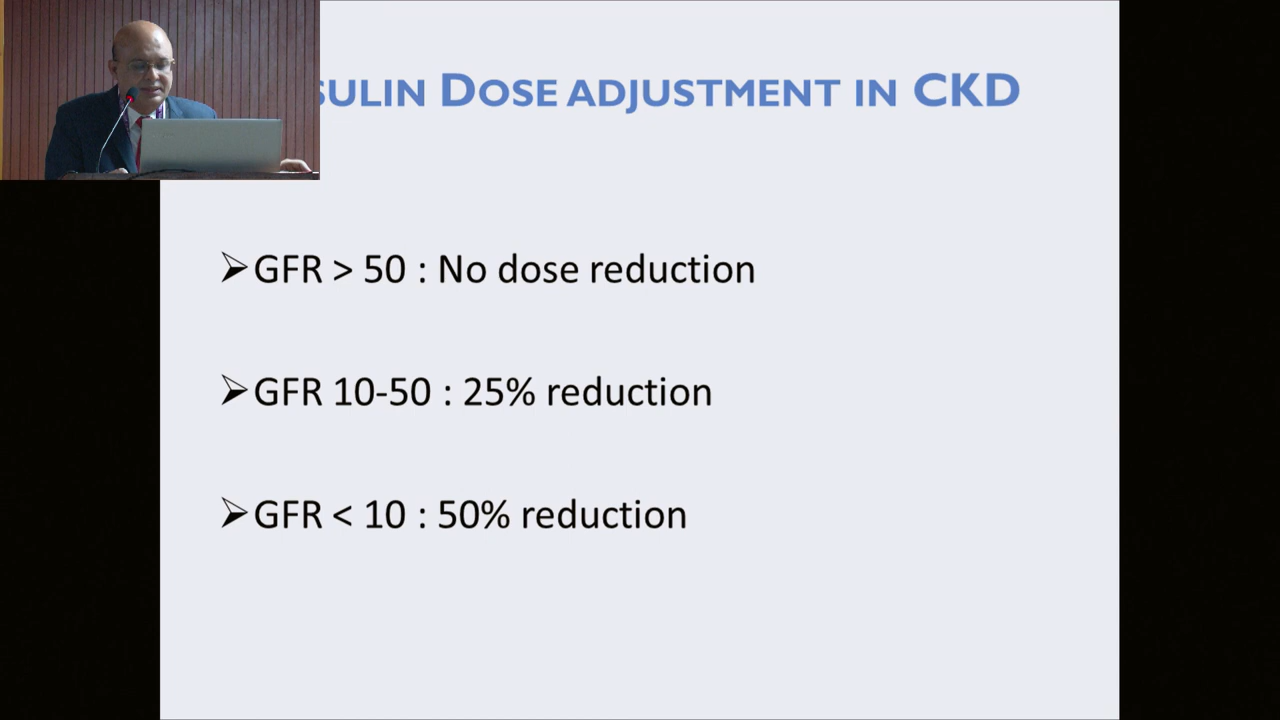 SULIN DOSE ADJUSTMENT IN CKD
➢GFR > 50 : No dose reduction
➢GFR 10-50 : 25% reduction
➢GFR < 10 : 50% reduction